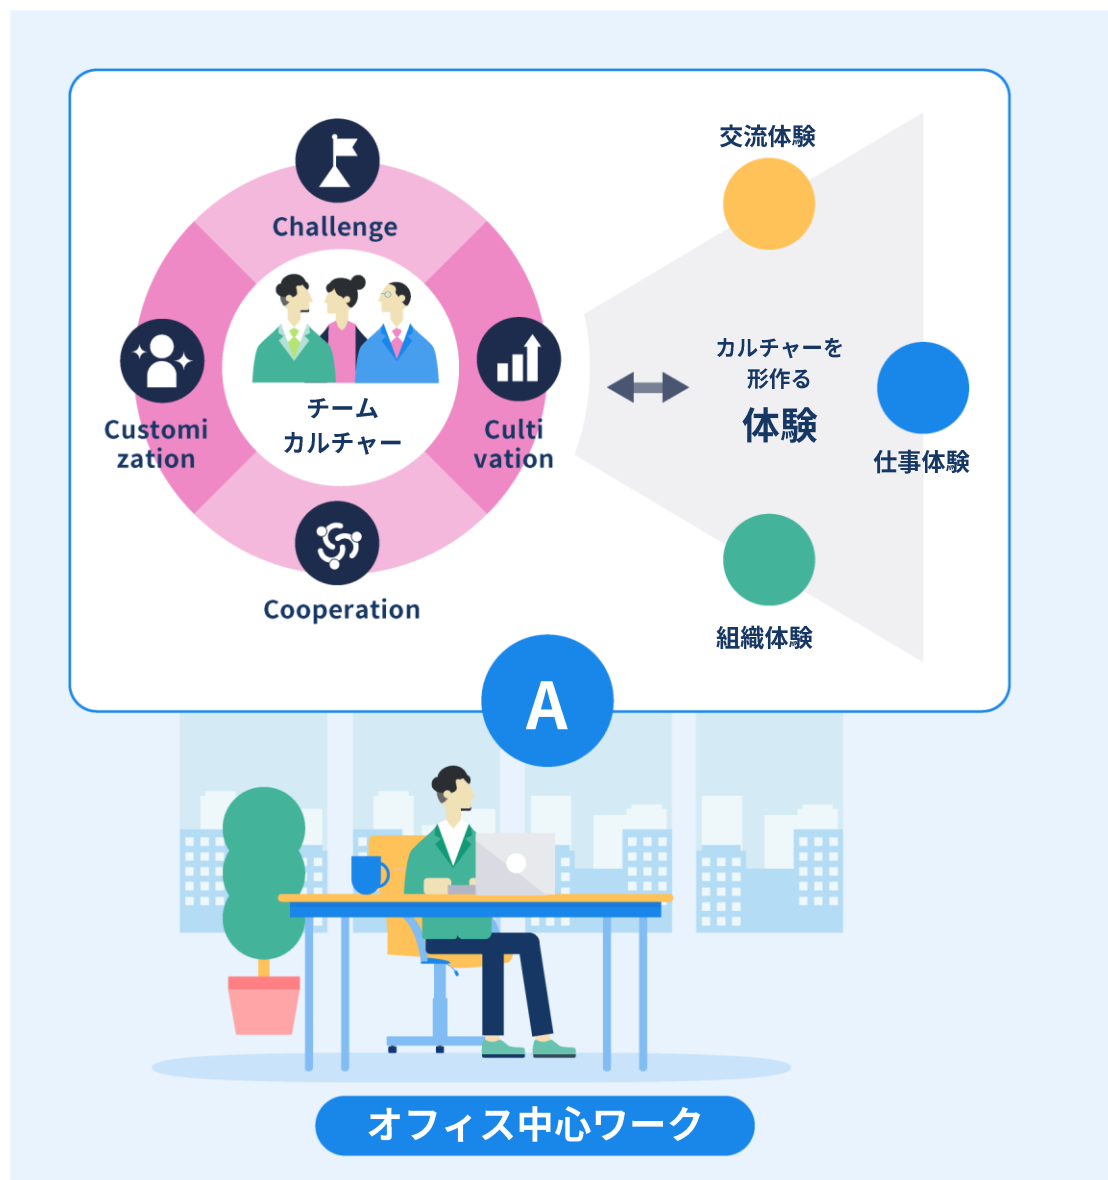 Challenge
Customi
zation
チーム
カルチャー
Culti
vation
Cooperation
交流体験
カルチャーを
形作る
体験
仕事体験
組織体験
A
オフィス中心ワーク